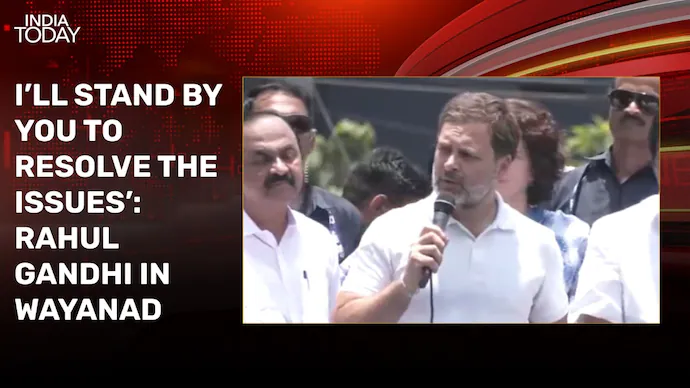 INDIA
TODAY
I'LL STAND BY
YOU TO
RESOLVE THE
ISSUES’:
RAHUL
GANDHI IN
WAYANAD